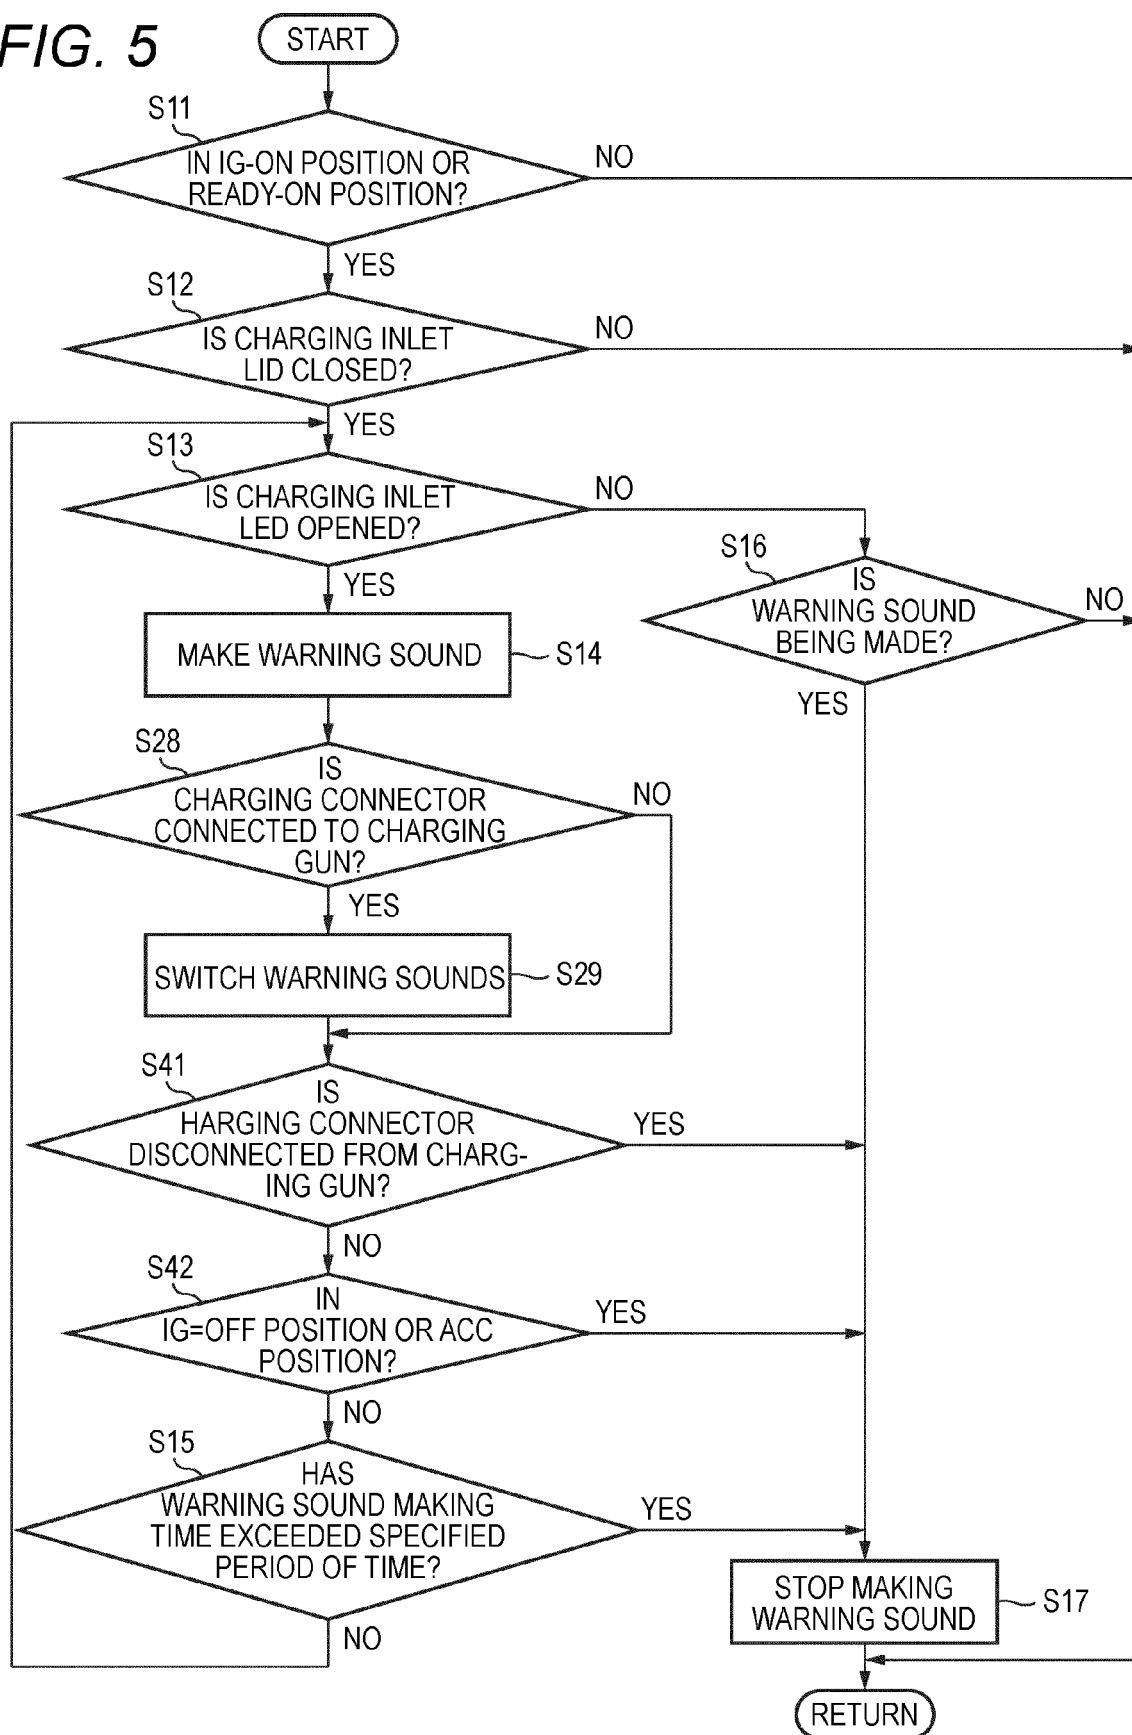 FIG. 5
START
S11
IN IG-ON POSITION OR
READY-ON POSITION?
NO
YES
S12
IS CHARGING INLET
LID CLOSED?
NO
YES
S13
IS CHARGING INLET
LED OPENED?
NO
YES
S16
IS
WARNING SOUND
BEING MADE?
NO
YES
MAKE WARNING SOUND
S14
S28
IS
CHARGING CONNECTOR
CONNECTED TO CHARGING
GUN?
NO
YES
SWITCH WARNING SOUNDS
S29
S41
IS
HARGING CONNECTOR
DISCONNECTED FROM CHARG-
ING GUN?
YES
NO
S42
IN
IG=OFF POSITION OR ACC
POSITION?
YES
NO
S15
HAS
WARNING SOUND MAKING
TIME EXCEEDED SPECIFIED
PERIOD OF TIME?
YES
NO
STOP MAKING
WARNING SOUND
S17
RETURN